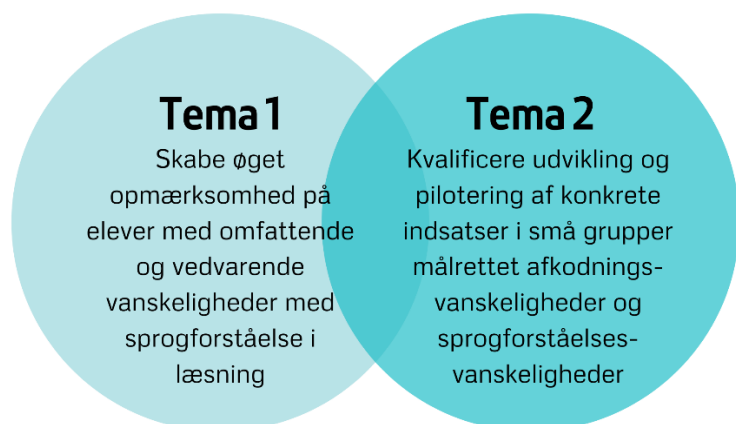 Tema 1
Skabe øget
opmærksomhed på
elever med omfattende
og vedvarende
vanskeligheder med
sprogforståelse i
læsning
Tema 2
Kvalificere udvikling og
pilotering af konkrete
indsatser i små grupper
målrettet afkodnings-
vanskeligheder og
sprogforståelses-
vanskeligheder